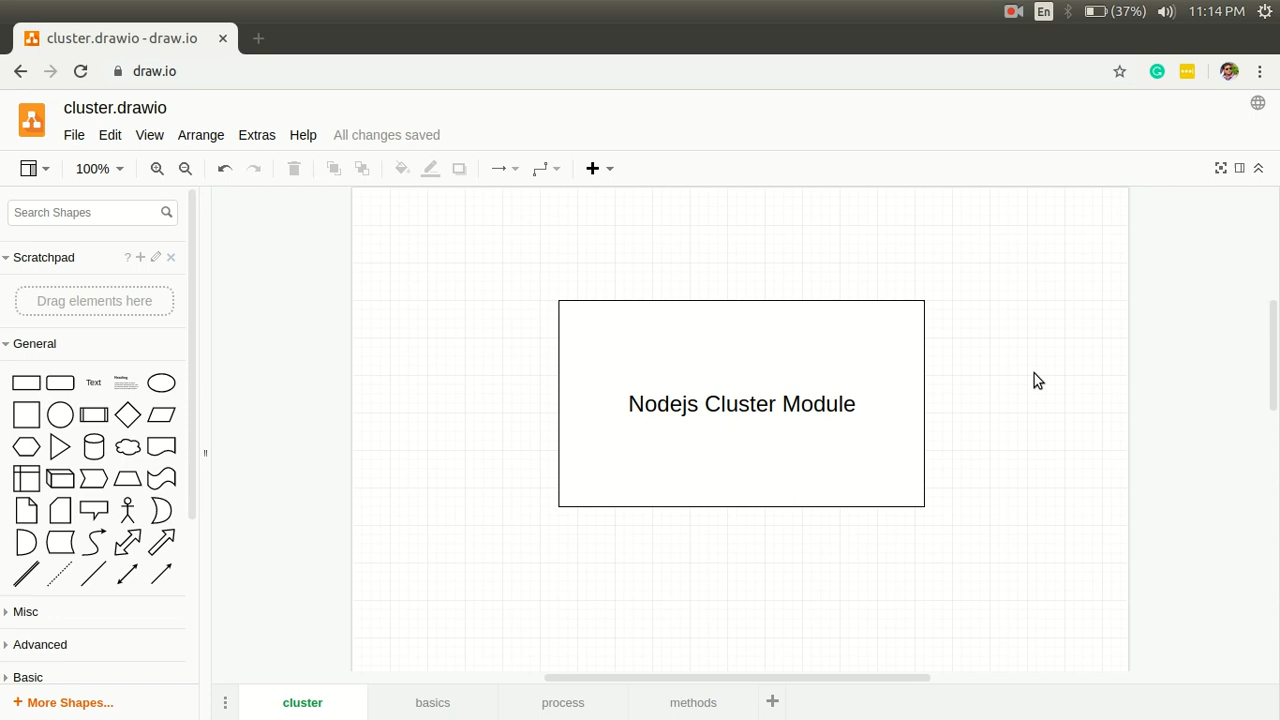 En
(37%)
11:14 PM
cluster.drawio - draw.io
draw.io
cluster.drawio
File Edit View Arrange Extras Help All changes saved
100%
Search Shapes
Scratchpad
?
Drag elements here
General
Text
Heading
Nodejs Cluster Module
Misc
Advanced
Basic
+ More Shapes...
cluster basics process methods